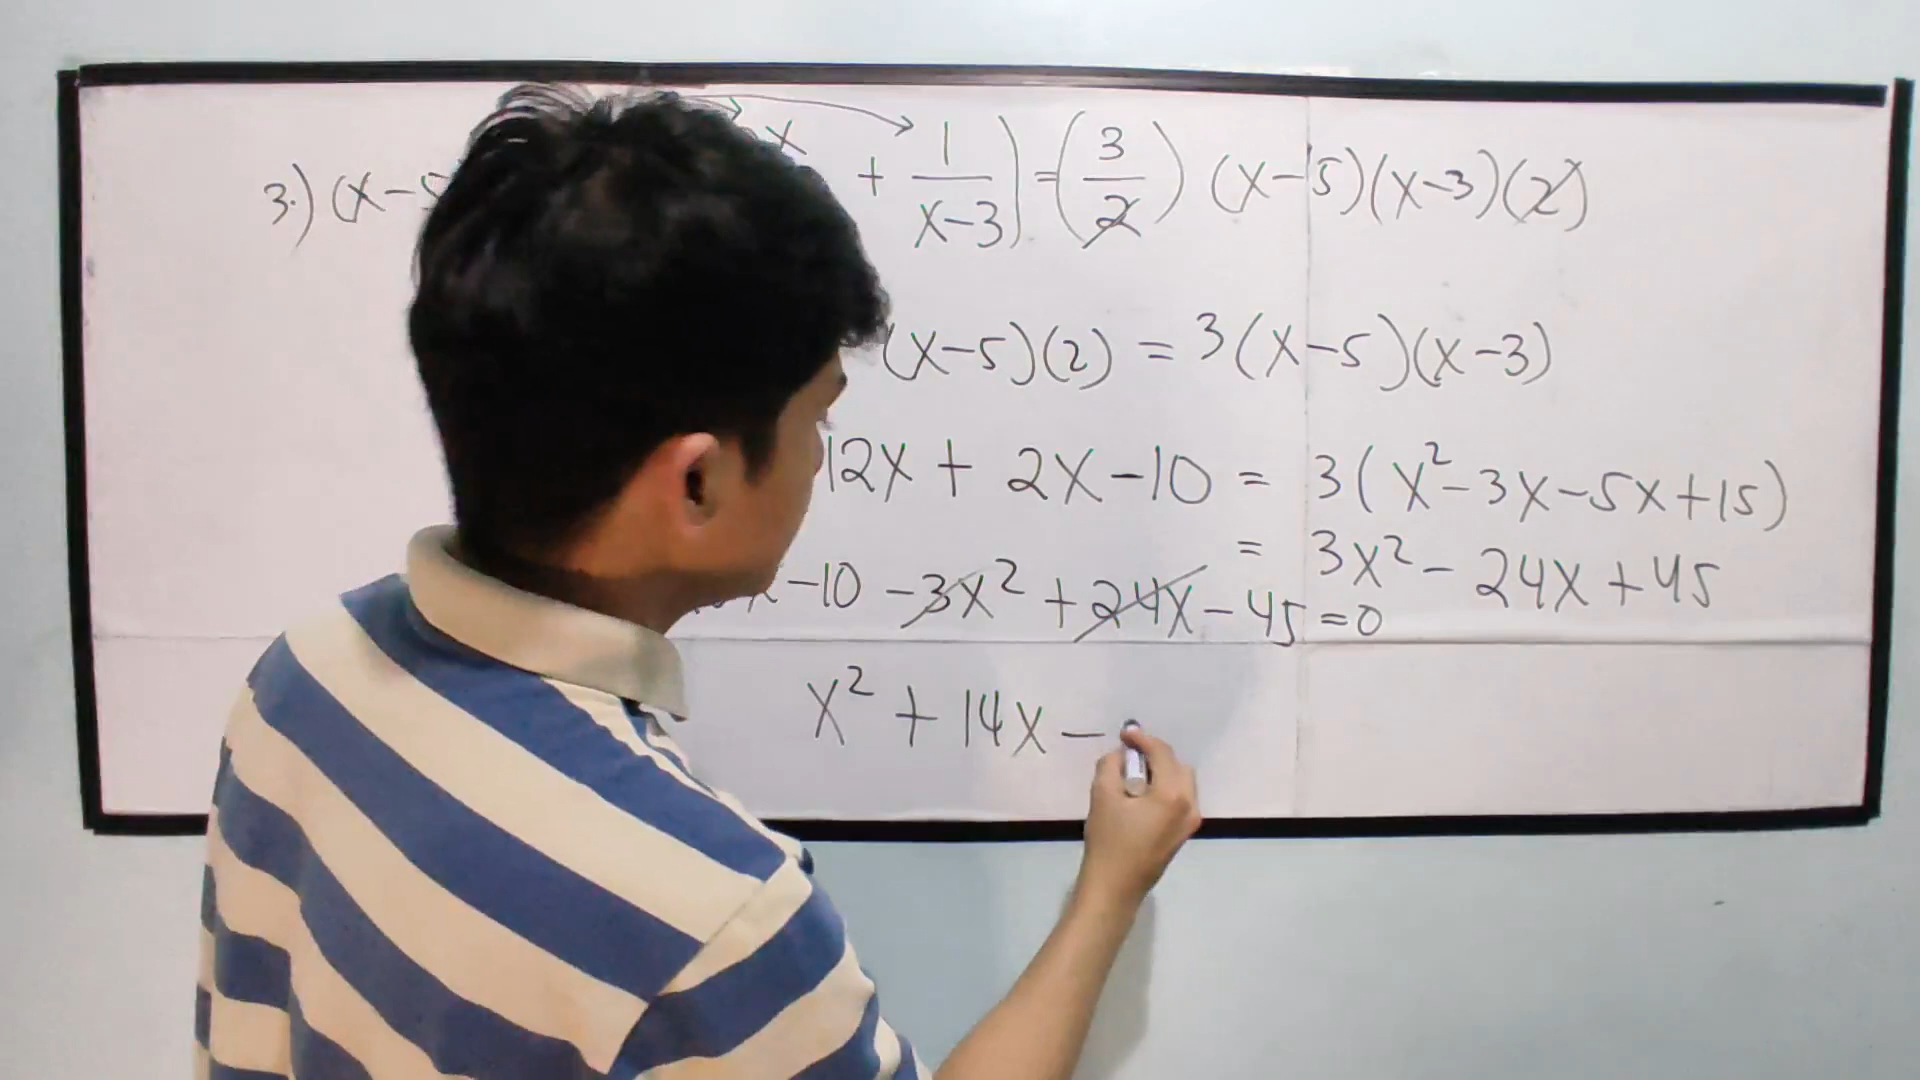 3.) (x-5 x + 1/(x-3)) = (3/2) (x-5)(x-3)(2)
(x-5)(2) = 3(x-5)(x-3)
12x + 2x-10 = 3(x²-3x-5x+15)
= 3x² - 24x + 45
-10 -3x² + 24x - 45 = 0
x² + 14x -